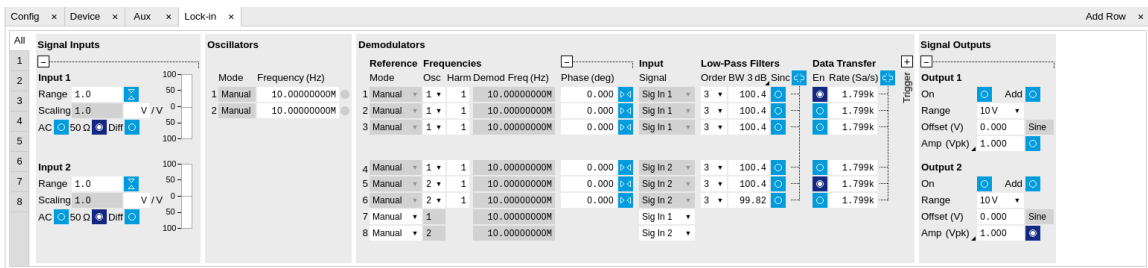 Config × Device × Aux × Lock-in × Add Row ×
All Signal Inputs Oscillators Demodulators Signal Outputs
1 Reference Frequencies Input Low-Pass Filters Data Transfer
2 Input 1 100 Mode Frequency (Hz) Mode Osc Harm Demod Freq (Hz) Phase (deg) Signal Order BW 3 dB Sinc En Rate (Sa/s) Trigger Output 1
Range 1.0 50 1 Manual 10.00000000M 1 Manual 1 1 10.00000000M 0.000 Sig In 1 3 100.4 1.799k On Add
3 Scaling 1.0 V / V 0 2 Manual 10.00000000M 2 Manual 1 1 10.00000000M 0.000 Sig In 1 3 100.4 1.799k Range 10 V
4 AC 50 Ω Diff 50 3 Manual 1 1 10.00000000M 0.000 Sig In 1 3 100.4 1.799k Offset (V) 0.000 Sine
5 100 Amp (Vpk) 1.000
6 Input 2 100 4 Manual 1 1 10.00000000M 0.000 Sig In 2 3 100.4 1.799k Output 2
7 Range 1.0 50 5 Manual 2 1 10.00000000M 0.000 Sig In 2 3 100.4 1.799k On Add
8 Scaling 1.0 V / V 0 6 Manual 2 1 10.00000000M 0.000 Sig In 2 3 99.82 1.799k Range 10 V
AC 50 Ω Diff 50 7 Manual 1 10.00000000M Sig In 1 Offset (V) 0.000 Sine
100 8 Manual 2 10.00000000M Sig In 2 Amp (Vpk) 1.000